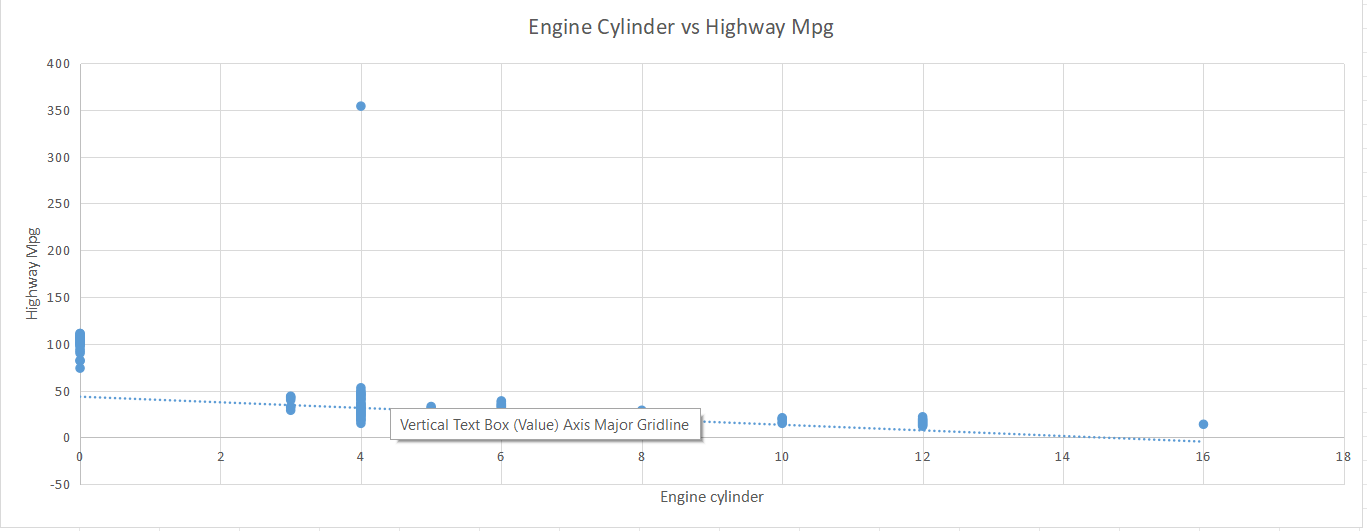 Engine Cylinder vs Highway Mpg
400
350
300
250
200
150
100
50
0
-50
Highway Mpg
0 2 4 6 8 10 12 14 16 18
Engine cylinder
Vertical Text Box (Value) Axis Major Gridline